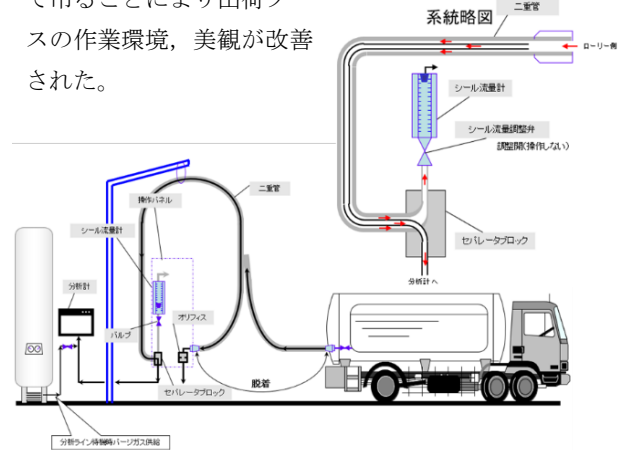 で吊ることにより出荷ブー
スの作業環境，美観が改善
された。
系統略図
二重管
ローリー側
シール流量計
シール流量調整弁
調整開(操作しない)
セパレータブロック
分析計へ
二重管
操作パネル
シール流量計
分析計
オリフィス
バルブ
脱着
セパレータブロック
分析ライン待機時パージガス供給